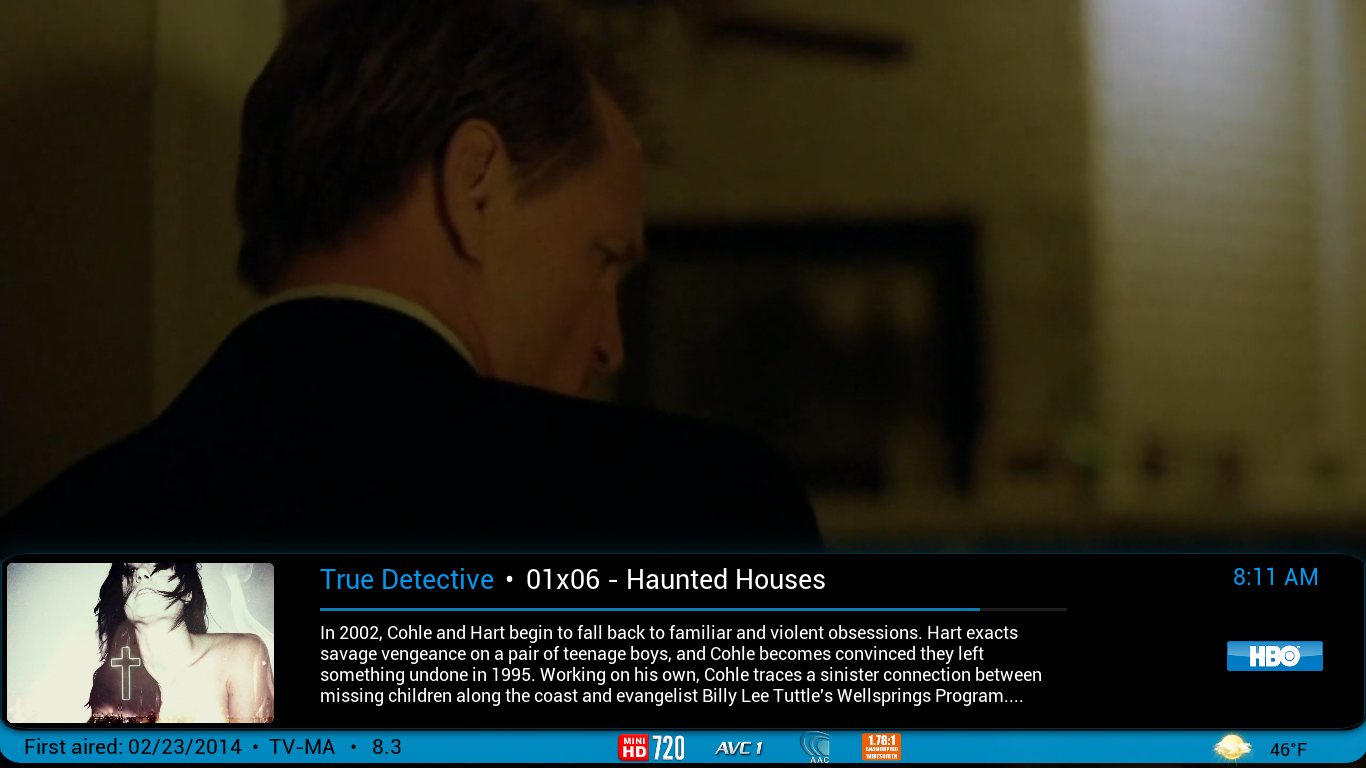 True Detective • 01x06 - Haunted Houses
8:11 AM
In 2002, Cohle and Hart begin to fall back to familiar and violent obsessions. Hart exacts
savage vengeance on a pair of teenage boys, and Cohle becomes convinced they left
something undone in 1995. Working on his own, Cohle traces a sinister connection between
missing children along the coast and evangelist Billy Lee Tuttle's Wellsprings Program....
HBO
First aired: 02/23/2014 • TV-MA • 8.3
MINI
HD 720
AVC 1
AAC
1.78:1
ANAMORPHIC
WIDESCREEN
46°F